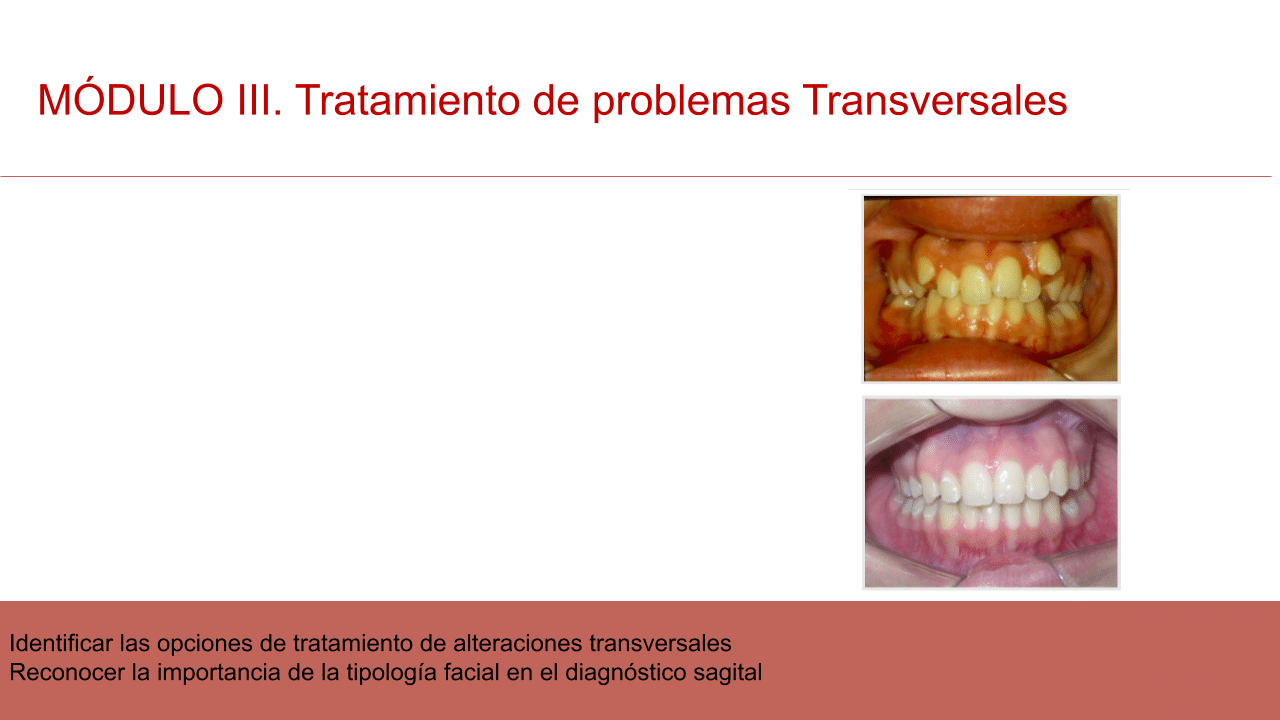 MÓDULO III. Tratamiento de problemas Transversales
Identificar las opciones de tratamiento de alteraciones transversales
Reconocer la importancia de la tipología facial en el diagnóstico sagital